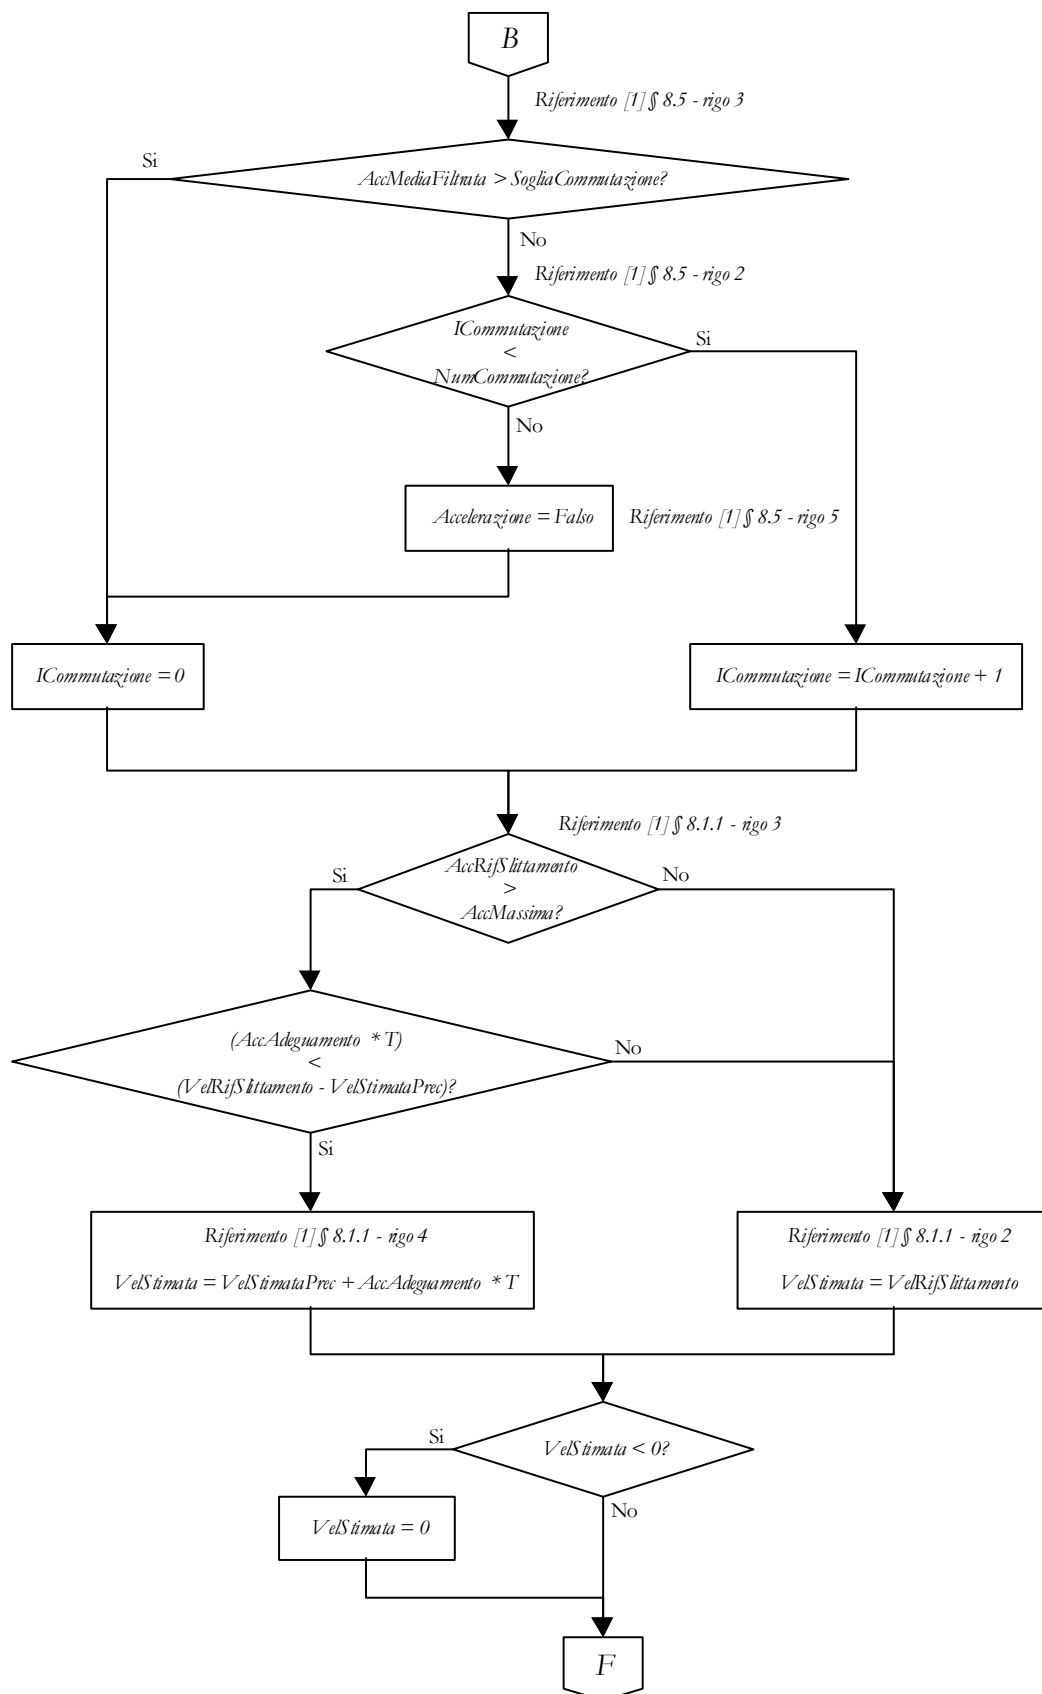 B
Riferimento [1] § 8.5 - rigo 3
Si
AccMediaFiltrata > SogliaCommutazione?
No
Riferimento [1] § 8.5 - rigo 2
ICommutazione
<
NumCommutazione?
Si
No
Accelerazione = Falso
Riferimento [1] § 8.5 - rigo 5
ICommutazione = 0
ICommutazione = ICommutazione + 1
Riferimento [1] § 8.1.1 - rigo 3
Si
AccRifSlittamento
>
AccMassima?
No
(AccAdeguamento * T)
<
(VelRifSlittamento - VelStimataPrec)?
No
Si
Riferimento [1] § 8.1.1 - rigo 4
VelStimata = VelStimataPrec + AccAdeguamento * T
Riferimento [1] § 8.1.1 - rigo 2
VelStimata = VelRifSlittamento
Si
VelStimata < 0?
No
VelStimata = 0
F